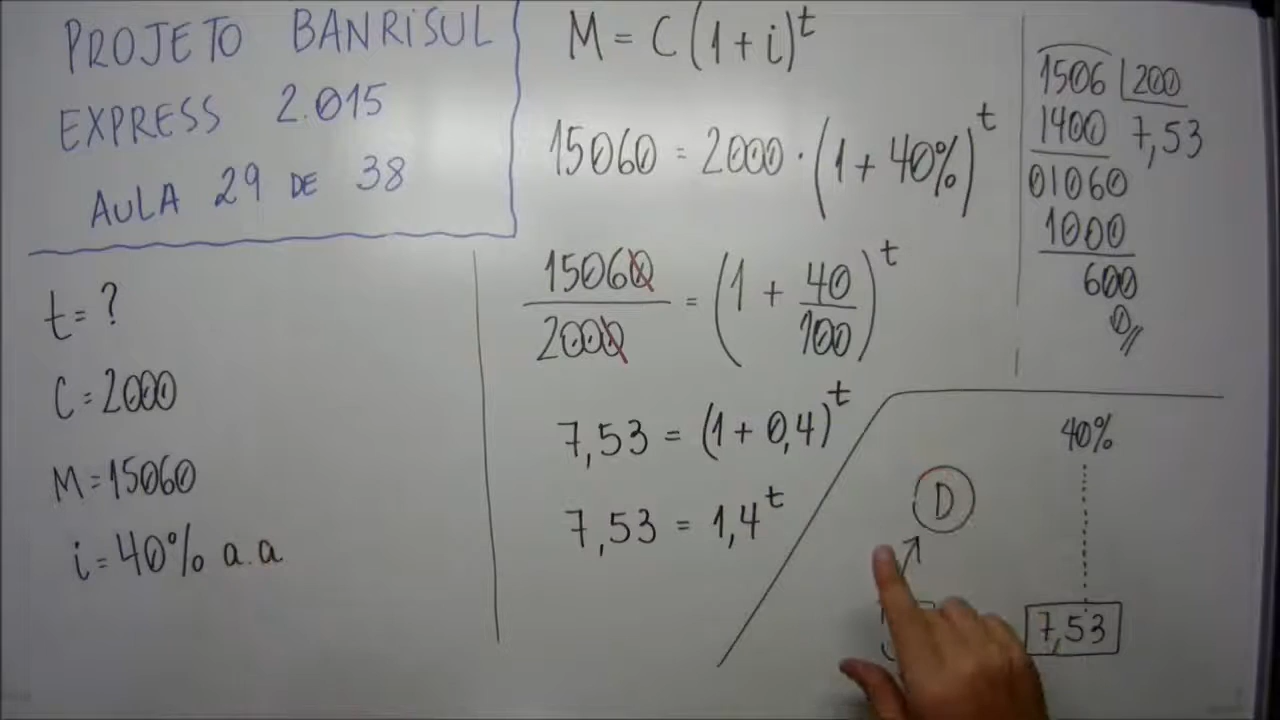 PROJETO BANRISUL
EXPRESS 2.015
AULA 29 DE 38
t = ?
C = 2000
M = 15060
i = 40% a.a
M = C (1 + i)^t
15060 = 2000 · (1 + 40%)^t
15060 / 2000 = (1 + 40 / 100)^t
7,53 = (1 + 0,4)^t
7,53 = 1,4^t
1506 | 200
1400 7,53
01060
1000
600
0//
40%
D
7,53